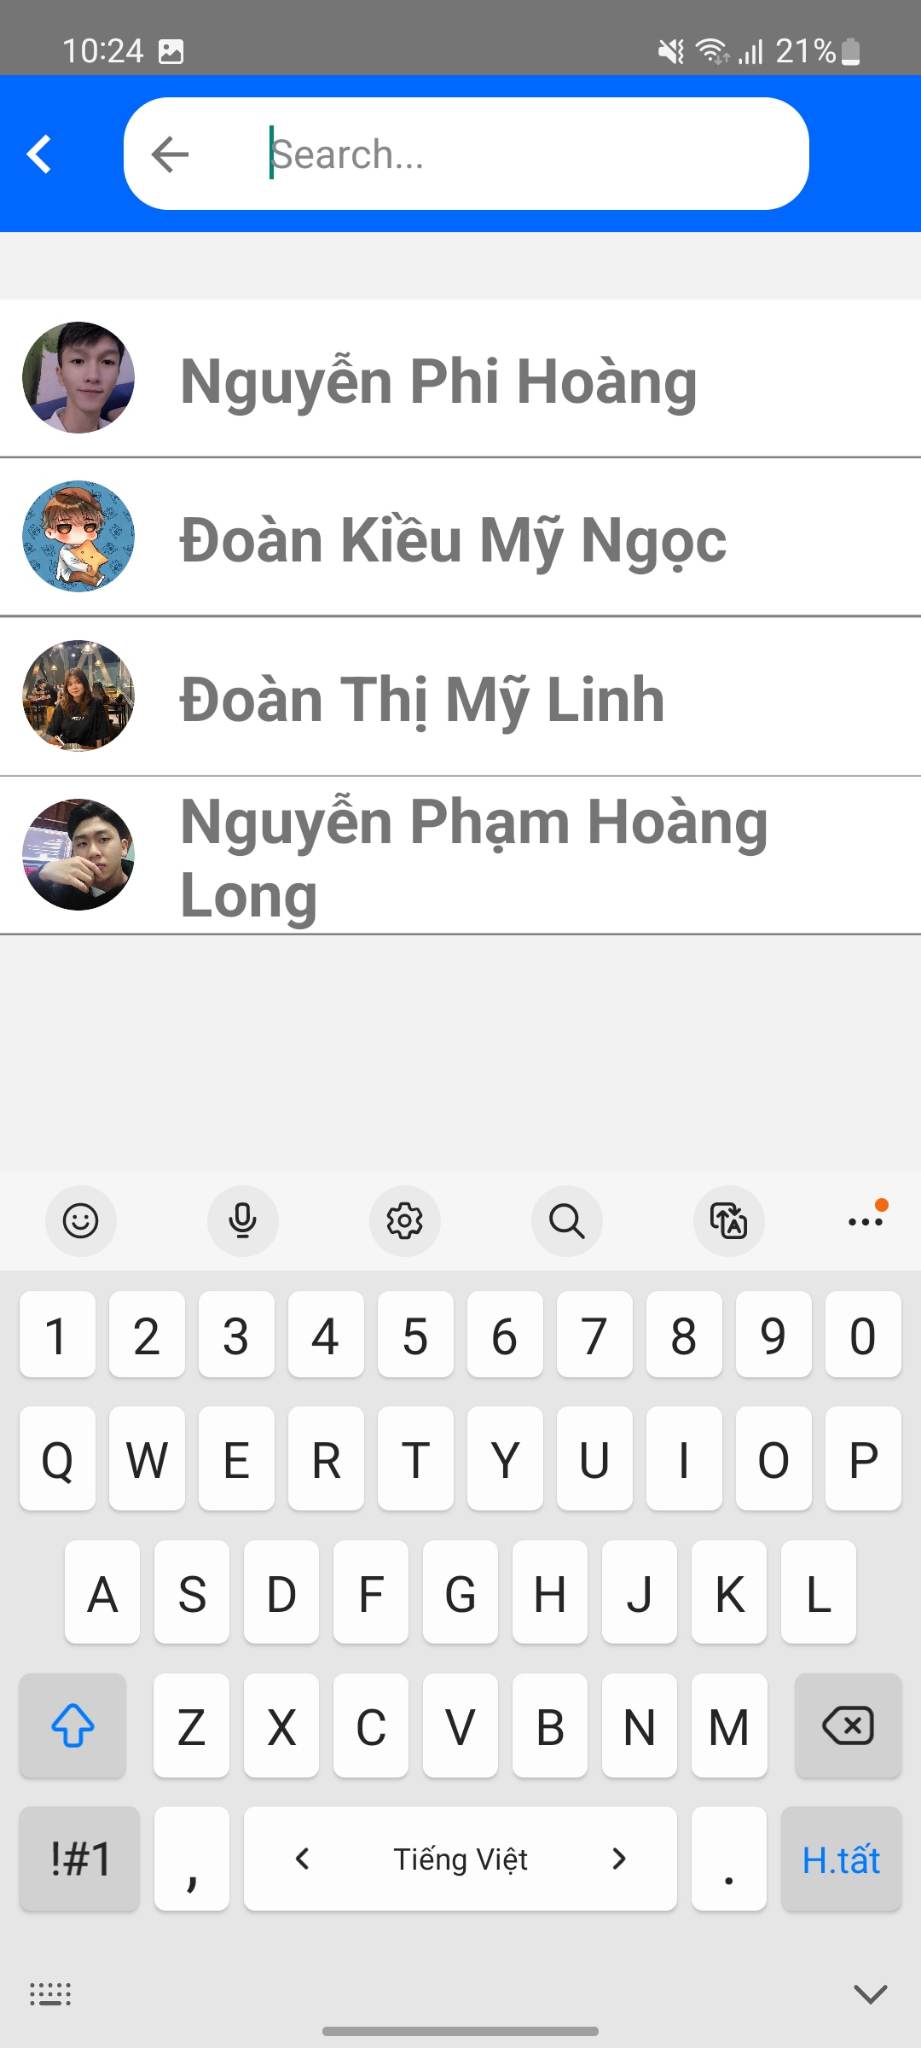 10:24 21%
Search...
Nguyễn Phi Hoàng
Đoàn Kiều Mỹ Ngọc
Đoàn Thị Mỹ Linh
Nguyễn Phạm Hoàng
Long
1 2 3 4 5 6 7 8 9 0
Q W E R T Y U I O P
A S D F G H J K L
Z X C V B N M
!#1 , Tiếng Việt . H.tất